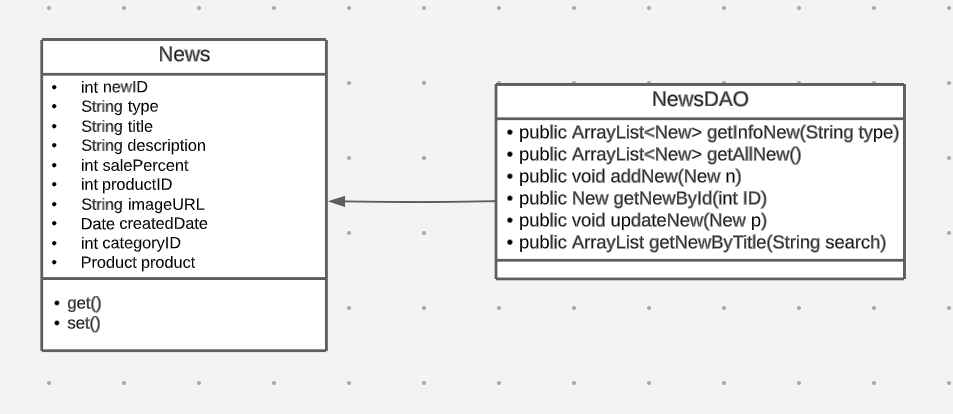 News
• int newID
• String type
• String title
• String description
• int salePercent
• int productID
• String imageURL
• Date createdDate
• int categoryID
• Product product
• get()
• set()
NewsDAO
• public ArrayList<New> getInfoNew(String type)
• public ArrayList<New> getAllNew()
• public void addNew(New n)
• public New getNewById(int ID)
• public void updateNew(New p)
• public ArrayList getNewByTitle(String search)